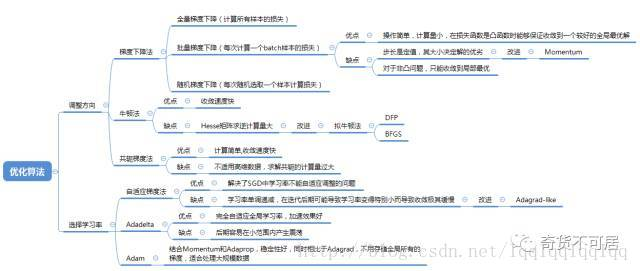 优化算法
调整方向
梯度下降法
全量梯度下降（计算所有样本的损失）
批量梯度下降（每次计算一个batch样本的损失）
优点
操作简单，计算量小，在损失函数是凸函数时能够保证收敛到一个较好的全局最优解
缺点
步长是定值，其大小决定解的优劣
改进
Momentum
对于非凸问题，只能收敛到局部最优
随机梯度下降（每次随机选取一个样本计算损失）
牛顿法
优点
收敛速度快
缺点
Hesse矩阵求逆计算量大
改进
拟牛顿法
DFP
BFGS
共轭梯度法
优点
计算简单,收敛速度快
缺点
不适用高维数据，求解共轭的计算量过大
选择学习率
自适应梯度法
优点
解决了SGD中学习率不能自适应调整的问题
缺点
学习率单调递减，在迭代后期可能导致学习率变得特别小而导致收敛极其缓慢
改进
Adagrad-like
Adadelta
优点
完全自适应全局学习率，加速效果好
缺点
后期容易在小范围内产生震荡
Adam
结合Momentum和Adaprop，稳定性好，同时相比于Adagrad，不用存储全局所有的
梯度，适合处理大规模数据
奇货不可居